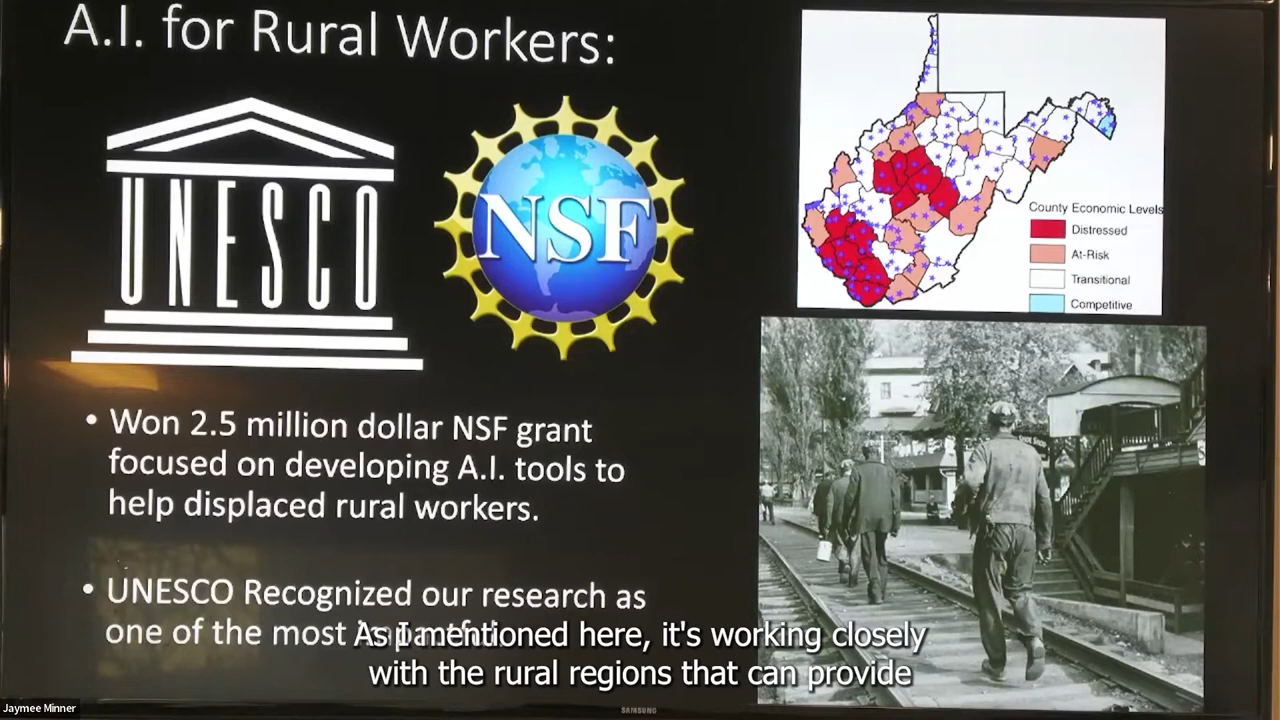 A.I. for Rural Workers:
UNESCO
NSF
County Economic Levels
Distressed
At-Risk
Transitional
Competitive
• Won 2.5 million dollar NSF grant
focused on developing A.I. tools to
help displaced rural workers.
• UNESCO Recognized our research as
one of the most
As I mentioned here, it's working closely
with the rural regions that can provide
Jaymee Minner
SAMSUNG